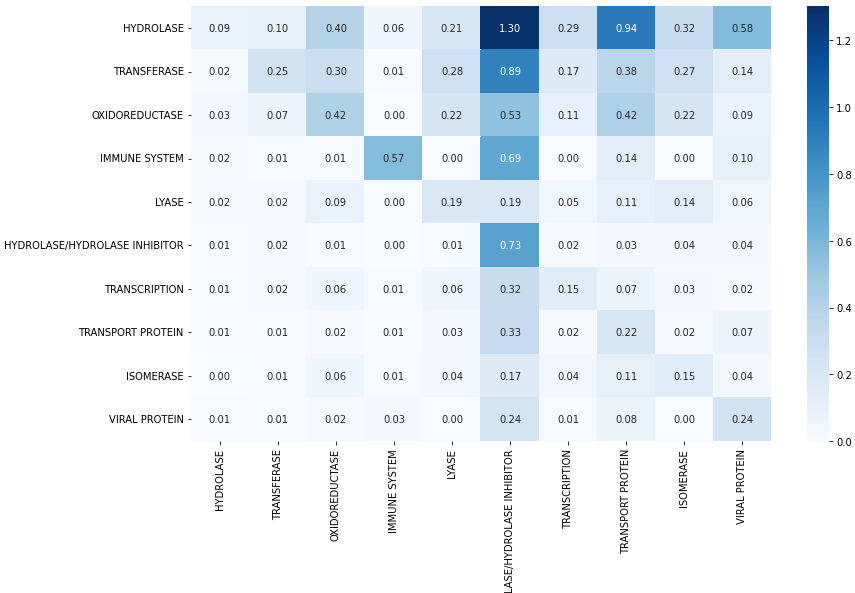 HYDROLASE 0.09 0.10 0.40 0.06 0.21 1.30 0.29 0.94 0.32 0.58
TRANSFERASE 0.02 0.25 0.30 0.01 0.28 0.89 0.17 0.38 0.27 0.14
OXIDOREDUCTASE 0.03 0.07 0.42 0.00 0.22 0.53 0.11 0.42 0.22 0.09
IMMUNE SYSTEM 0.02 0.01 0.01 0.57 0.00 0.69 0.00 0.14 0.00 0.10
LYASE 0.02 0.02 0.09 0.00 0.19 0.19 0.05 0.11 0.14 0.06
HYDROLASE/HYDROLASE INHIBITOR 0.01 0.02 0.01 0.00 0.01 0.73 0.02 0.03 0.04 0.04
TRANSCRIPTION 0.01 0.02 0.06 0.01 0.06 0.32 0.15 0.07 0.03 0.02
TRANSPORT PROTEIN 0.01 0.01 0.02 0.01 0.03 0.33 0.02 0.22 0.02 0.07
ISOMERASE 0.00 0.01 0.06 0.01 0.04 0.17 0.04 0.11 0.15 0.04
VIRAL PROTEIN 0.01 0.01 0.02 0.03 0.00 0.24 0.01 0.08 0.00 0.24
HYDROLASE
TRANSFERASE
OXIDOREDUCTASE
IMMUNE SYSTEM
LYASE
LASE/HYDROLASE INHIBITOR
TRANSCRIPTION
TRANSPORT PROTEIN
ISOMERASE
VIRAL PROTEIN
1.2
1.0
0.8
0.6
0.4
0.2
0.0